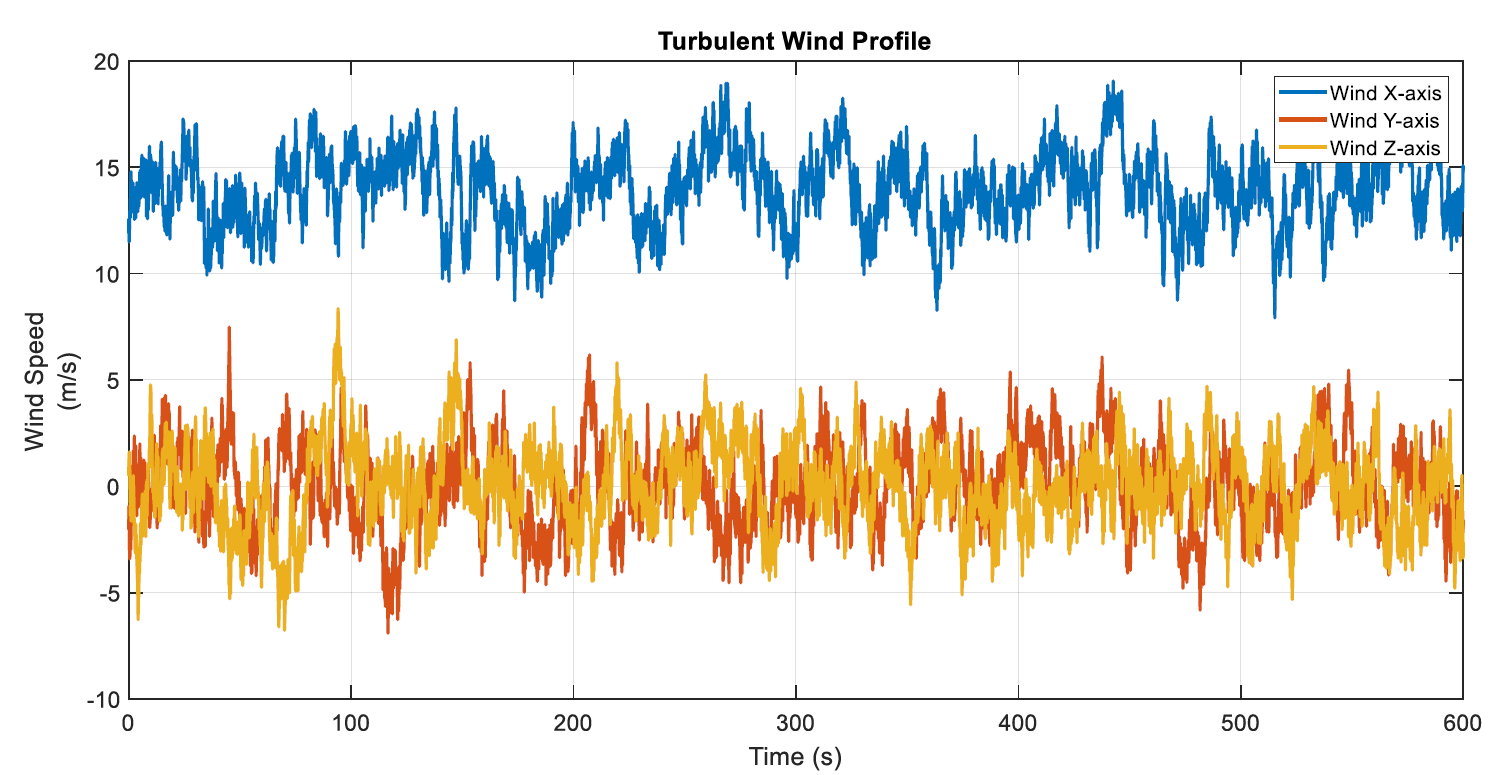 Turbulent Wind Profile
20
15
10
5
0
-5
-10
Wind Speed
(m/s)
Wind X-axis
Wind Y-axis
Wind Z-axis
0 100 200 300 400 500 600
Time (s)